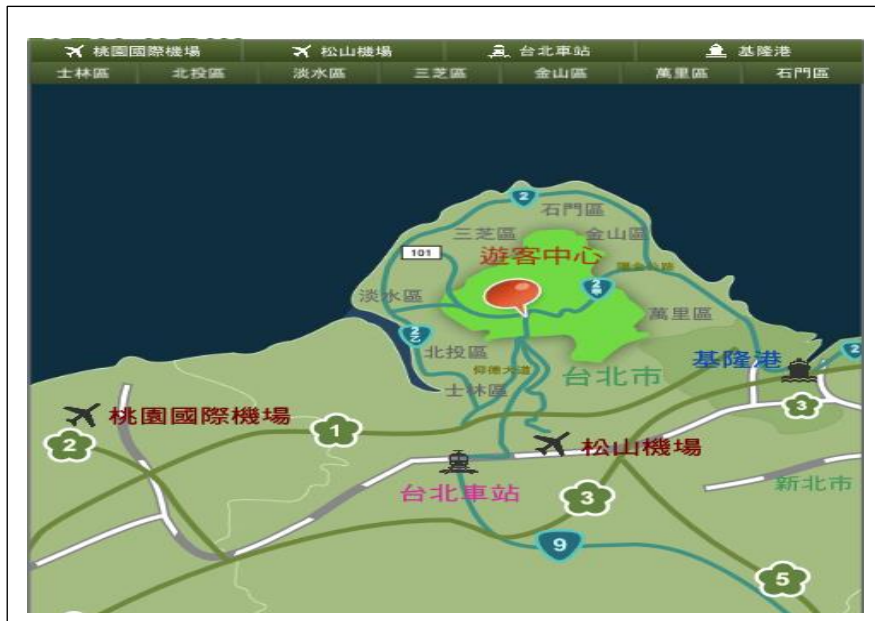 桃園國際機場 松山機場 台北車站 基隆港
士林區 北投區 淡水區 三芝區 金山區 萬里區 石門區
2
石門區
三芝區 金山區
101
遊客中心
2甲
淡水區
萬里區
2乙
北投區
基隆港
2
仰德大道
台北市
士林區
桃園國際機場
3
1
2
松山機場
台北車站
新北市
3
9
5